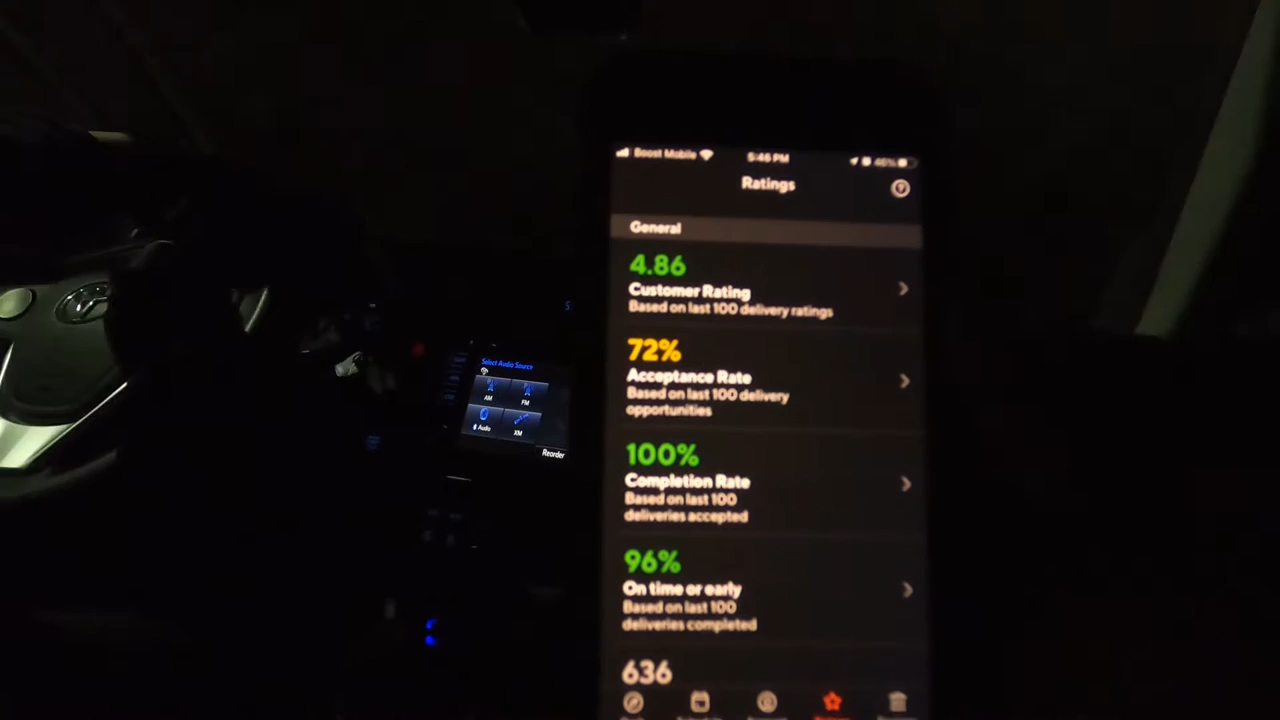 Boost Mobile
5:46 PM
46%
Ratings
General
4.86
Customer Rating
Based on last 100 delivery ratings
72%
Acceptance Rate
Based on last 100 delivery
opportunities
100%
Completion Rate
Based on last 100
deliveries accepted
96%
On time or early
Based on last 100
deliveries completed
636
Select Audio Source
AM
FM
Audio
XM
Reorder